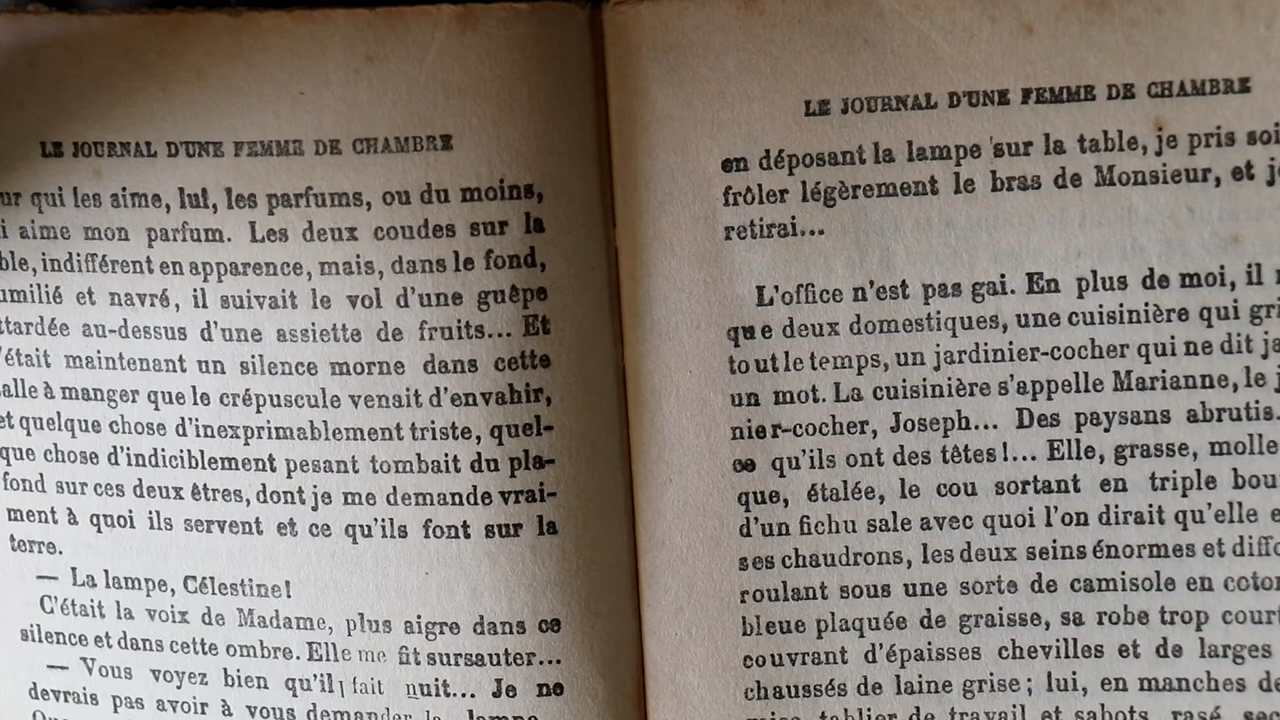 LE JOURNAL D'UNE FEMME DE CHAMBRE
qui les aime, lui, les parfums, ou du moins,
aime mon parfum. Les deux coudes sur la
indifférent en apparence, mais, dans le fond,
et navré, il suivait le vol d'une guêpe
au-dessus d'une assiette de fruits... Et
'était maintenant un silence morne dans cette
à manger que le crépuscule venait d'envahir,
et quelque chose d'inexprimablement triste, quel-
que chose d'indiciblement pesant tombait du pla-
fond sur ces deux êtres, dont je me demande vrai-
ment à quoi ils servent et ce qu'ils font sur la
terre.
— La lampe, Célestine!
C'était la voix de Madame, plus aigre dans ce
silence et dans cette ombre. Elle me fit sursauter...
— Vous voyez bien qu'il fait nuit... Je ne
devrais pas avoir à vous demander la lampe
LE JOURNAL D'UNE FEMME DE CHAMBRE
en déposant la lampe sur la table, je pris
frôler légèrement le bras de Monsieur, et
retirai...
L'office n'est pas gai. En plus de moi, il
que deux domestiques, une cuisinière qui
tout le temps, un jardinier-cocher qui ne dit
un mot. La cuisinière s'appelle Marianne, le
nier-cocher, Joseph... Des paysans abrutis.
ce qu'ils ont des têtes!... Elle, grasse, molle
que, étalée, le cou sortant en triple
d'un fichu sale avec quoi l'on dirait qu'elle
ses chaudrons, les deux seins énormes et
roulant sous une sorte de camisole en
bleue plaquée de graisse, sa robe trop
couvrant d'épaisses chevilles et de larges
chaussés de laine grise; lui, en manches de
tablier de travail et sabots, rasé, sec